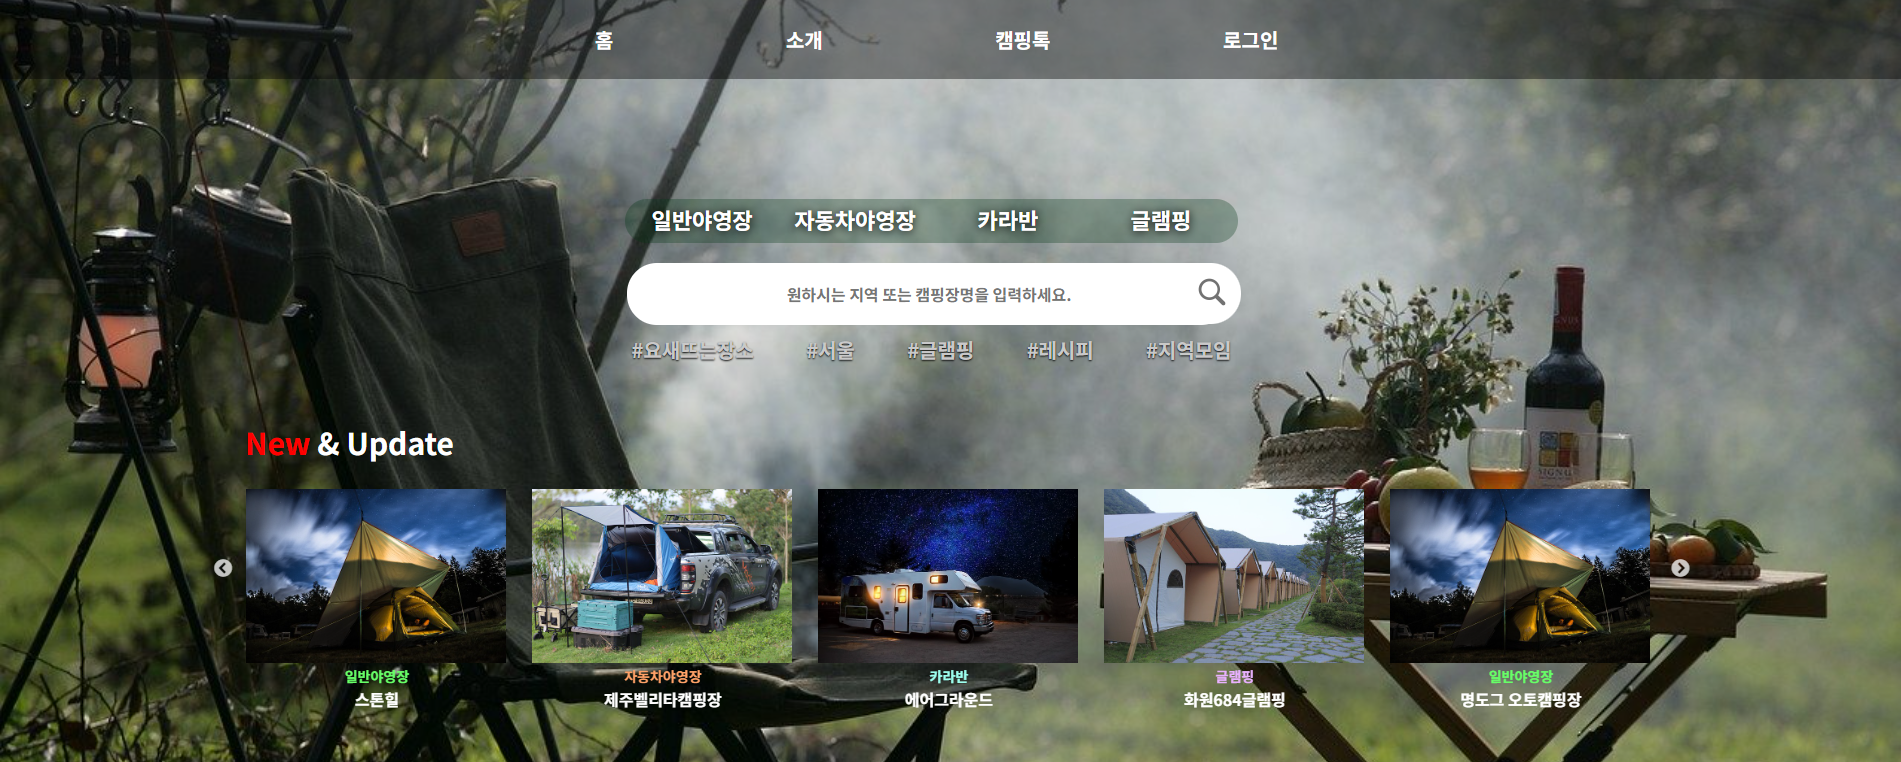 홈 소개 캠핑톡 로그인
일반야영장 자동차야영장 카라반 글램핑
원하시는 지역 또는 캠핑장명을 입력하세요.
#요새뜨는장소 #서울 #글램핑 #레시피 #지역모임
New & Update
일반야영장 자동차야영장 카라반 글램핑 일반야영장
스톤힐 제주벨리타캠핑장 에어그라운드 화원684글램핑 명도그 오토캠핑장
SIGNUS